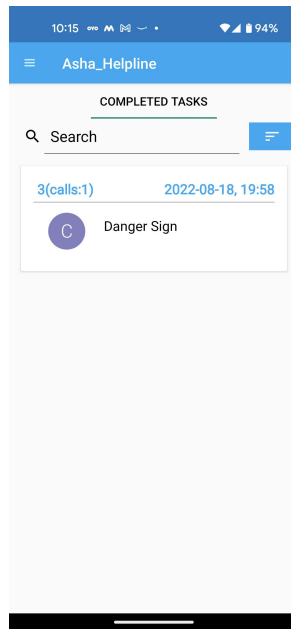 10:15 94%
Asha_Helpline
COMPLETED TASKS
Search
3(calls:1) 2022-08-18, 19:58
C Danger Sign